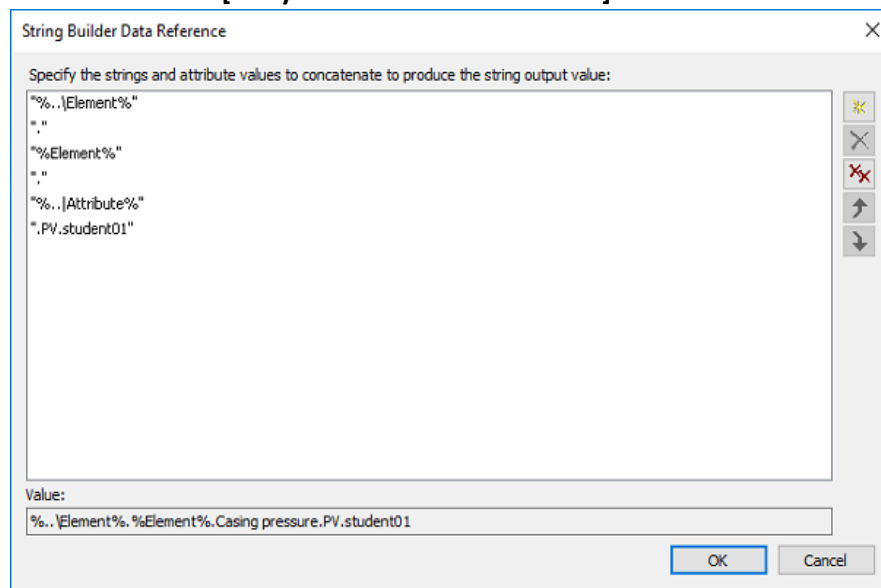 String Builder Data Reference
Specify the strings and attribute values to concatenate to produce the string output value:
"%..\Element%"
"."
"%Element%"
"."
"%..|Attribute%"
".PV.student01"
Value:
%..\Element%.%Element%.Casing pressure.PV.student01
OK Cancel